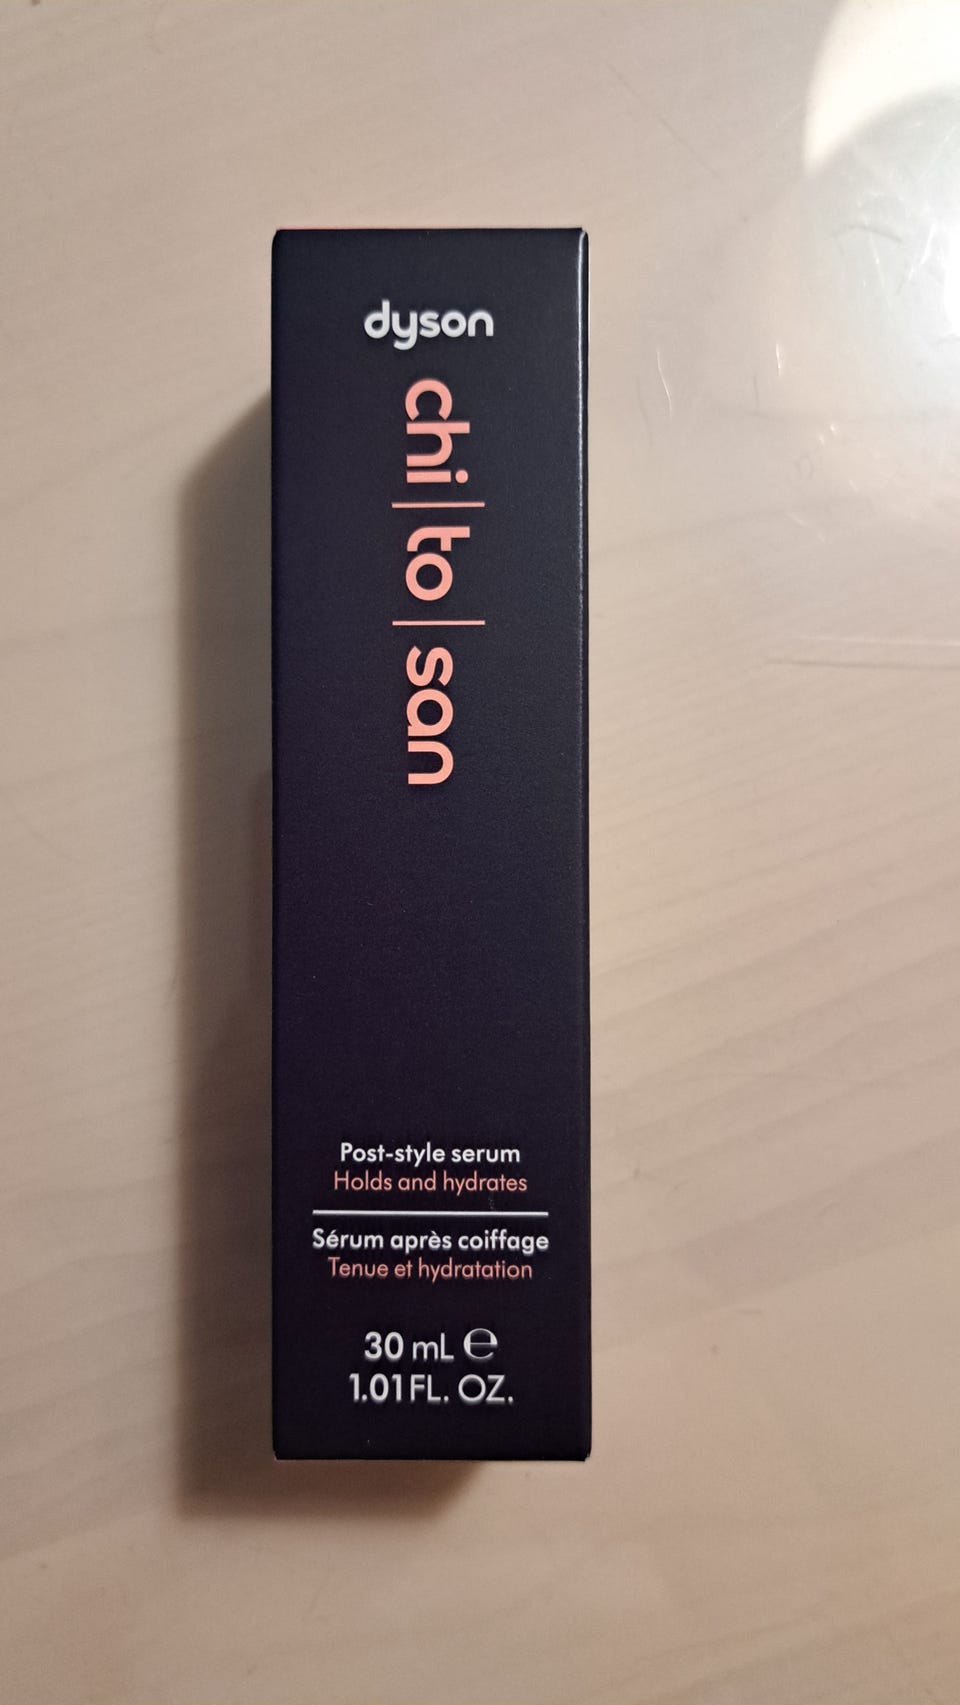 dyson
chi|to|san
Post-style serum
Holds and hydrates
Sérum après coiffage
Tenue et hydratation
30 mL ℮
1.01 FL. OZ.